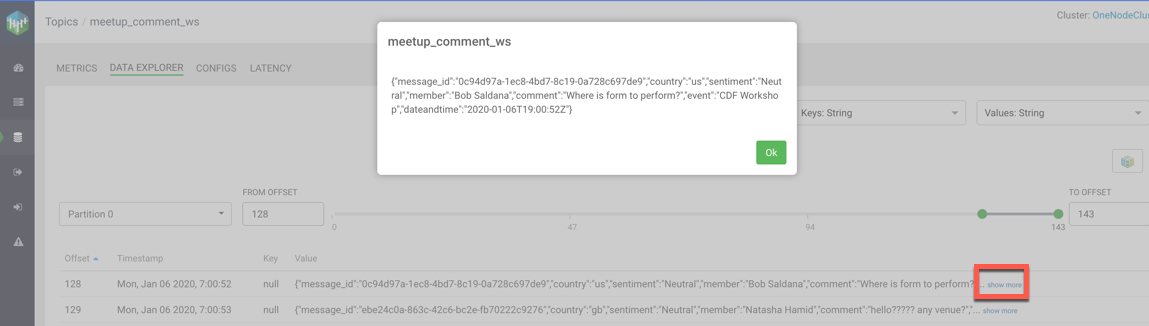 Topics / meetup_comment_ws
Cluster: OneNodeClus
meetup_comment_ws
METRICS DATA EXPLORER CONFIGS LATENCY
{"message_id":"0c94d97a-1ec8-4bd7-8c19-0a728c697de9","country":"us","sentiment":"Neut
ral","member":"Bob Saldana","comment":"Where is form to perform?","event":"CDF Worksho
p","dateandtime":"2020-01-06T19:00:52Z"}
Keys: String
Values: String
Ok
FROM OFFSET
TO OFFSET
Partition 0
128
143
0 47 94 143
Offset Timestamp Key Value
128 Mon, Jan 06 2020, 7:00:52 null {"message_id":"0c94d97a-1ec8-4bd7-8c19-0a728c697de9","country":"us","sentiment":"Neutral","member":"Bob Saldana","comment":"Where is form to perform? ... show more
129 Mon, Jan 06 2020, 7:00:53 null {"message_id":"ebe24c0a-863c-42c6-bc2e-fb70222c9276","country":"gb","sentiment":"Neutral","member":"Natasha Hamid","comment":"hello????? any venue?"," ... show more